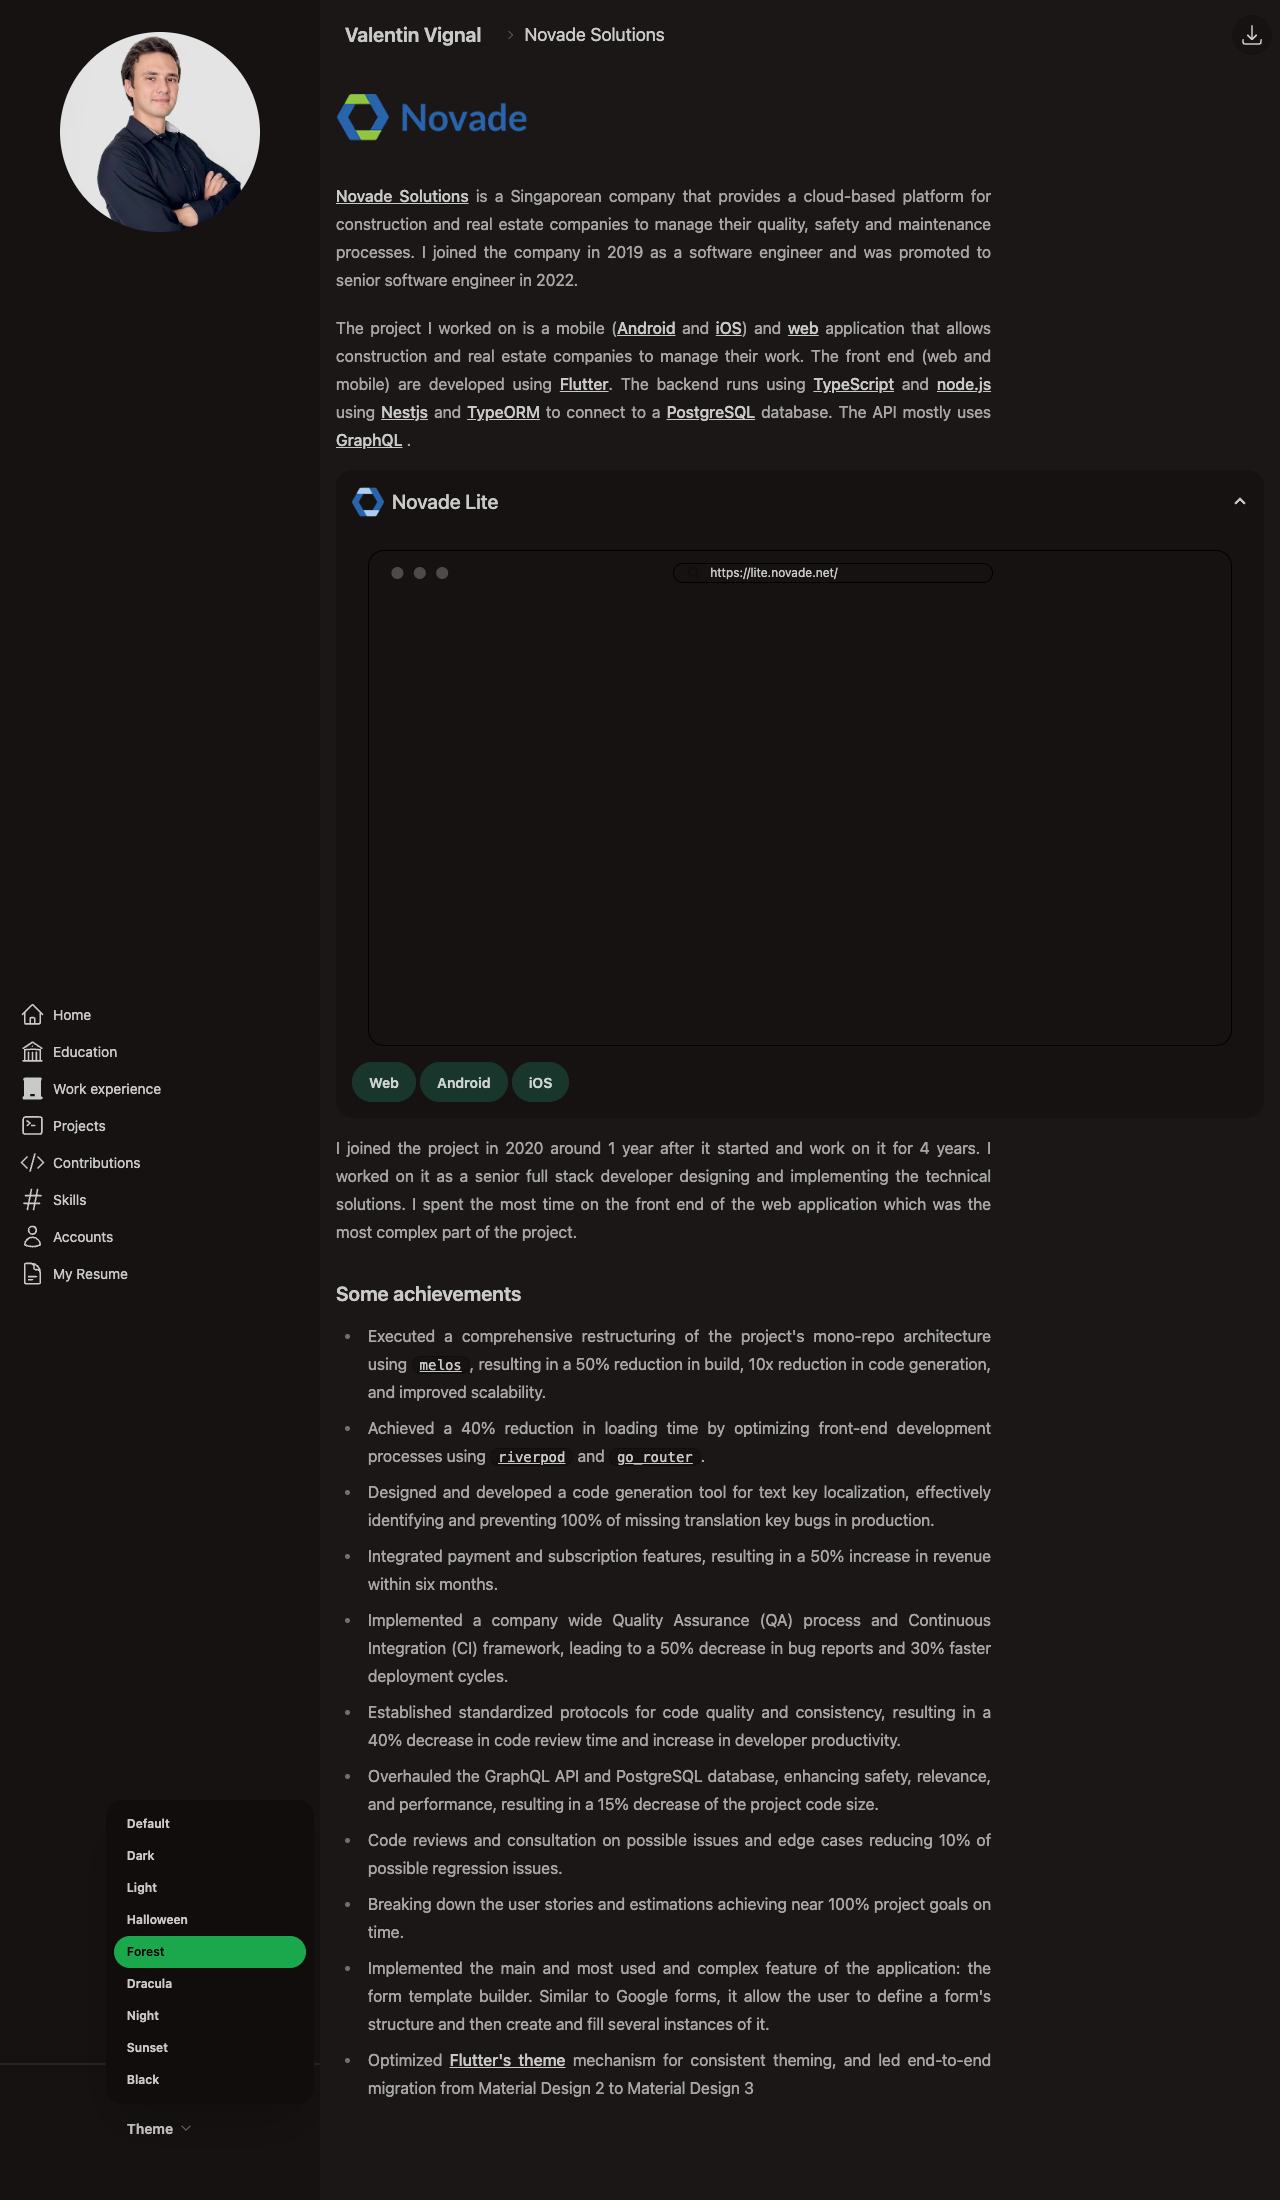 Valentin Vignal
Novade Solutions
Novade
Novade Solutions is a Singaporean company that provides a cloud-based platform for
construction and real estate companies to manage their quality, safety and maintenance
processes. I joined the company in 2019 as a software engineer and was promoted to
senior software engineer in 2022.
The project I worked on is a mobile (Android and iOS) and web application that allows
construction and real estate companies to manage their work. The front end (web and
mobile) are developed using Flutter. The backend runs using TypeScript and node.js
using Nestjs and TypeORM to connect to a PostgreSQL database. The API mostly uses
GraphQL .
Novade Lite
https://lite.novade.net/
Web
Android
iOS
I joined the project in 2020 around 1 year after it started and work on it for 4 years. I
worked on it as a senior full stack developer designing and implementing the technical
solutions. I spent the most time on the front end of the web application which was the
most complex part of the project.
Some achievements
Executed a comprehensive restructuring of the project's mono-repo architecture
using melos , resulting in a 50% reduction in build, 10x reduction in code generation,
and improved scalability.
Achieved a 40% reduction in loading time by optimizing front-end development
processes using riverpod and go_router .
Designed and developed a code generation tool for text key localization, effectively
identifying and preventing 100% of missing translation key bugs in production.
Integrated payment and subscription features, resulting in a 50% increase in revenue
within six months.
Implemented a company wide Quality Assurance (QA) process and Continuous
Integration (CI) framework, leading to a 50% decrease in bug reports and 30% faster
deployment cycles.
Established standardized protocols for code quality and consistency, resulting in a
40% decrease in code review time and increase in developer productivity.
Overhauled the GraphQL API and PostgreSQL database, enhancing safety, relevance,
and performance, resulting in a 15% decrease of the project code size.
Code reviews and consultation on possible issues and edge cases reducing 10% of
possible regression issues.
Breaking down the user stories and estimations achieving near 100% project goals on
time.
Implemented the main and most used and complex feature of the application: the
form template builder. Similar to Google forms, it allow the user to define a form's
structure and then create and fill several instances of it.
Optimized Flutter's theme mechanism for consistent theming, and led end-to-end
migration from Material Design 2 to Material Design 3
Home
Education
Work experience
Projects
Contributions
Skills
Accounts
My Resume
Default
Dark
Light
Halloween
Forest
Dracula
Night
Sunset
Black
Theme